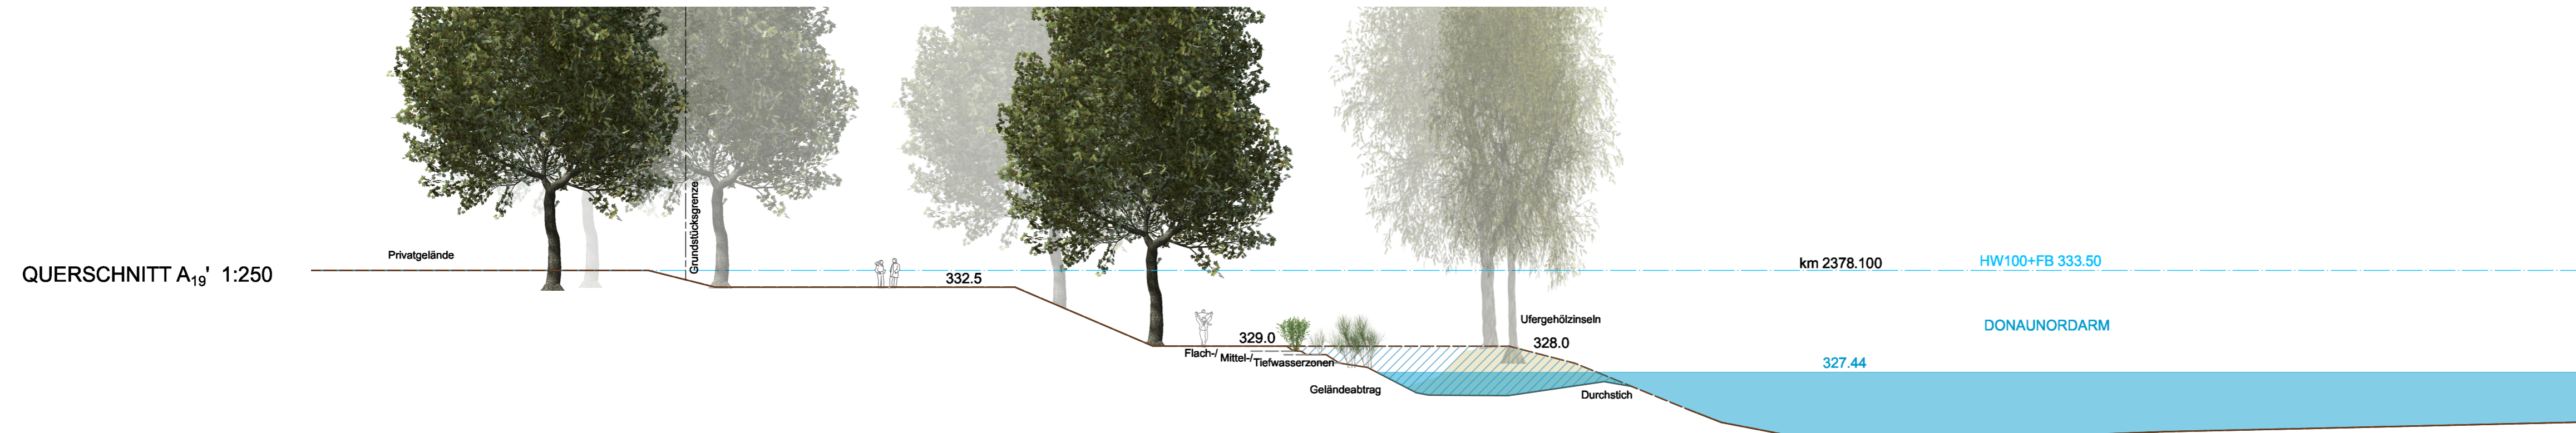 QUERSCHNITT A19' 1:250
Privatgelände
Grundstücksgrenze
332.5
329.0
Flach-/ Mittel-/Tiefwasserzonen
Geländeabtrag
Ufergehölzinseln
328.0
Durchstich
km 2378.100
HW100+FB 333.50
DONAUNORDARM
327.44